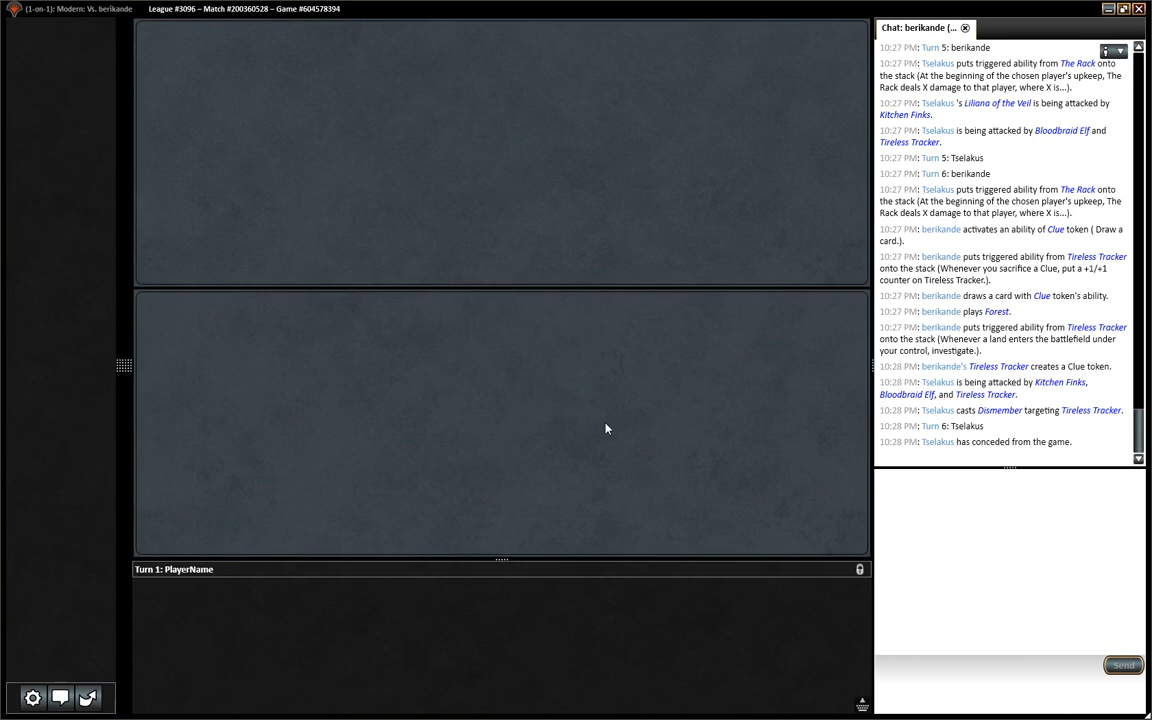 (1-on-1): Modern: Vs. berikande
League #3096 – Match #200360528 – Game #604578394
Chat: berikande (...
10:27 PM: Turn 5: berikande
10:27 PM: Tselakus puts triggered ability from The Rack onto
the stack (At the beginning of the chosen player's upkeep, The
Rack deals X damage to that player, where X is...).
10:27 PM: Tselakus 's Liliana of the Veil is being attacked by
Kitchen Finks.
10:27 PM: Tselakus is being attacked by Bloodbraid Elf and
Tireless Tracker.
10:27 PM: Turn 5: Tselakus
10:27 PM: Turn 6: berikande
10:27 PM: Tselakus puts triggered ability from The Rack onto
the stack (At the beginning of the chosen player's upkeep, The
Rack deals X damage to that player, where X is...).
10:27 PM: berikande activates an ability of Clue token ( Draw a
card.).
10:27 PM: berikande puts triggered ability from Tireless Tracker
onto the stack (Whenever you sacrifice a Clue, put a +1/+1
counter on Tireless Tracker.).
10:27 PM: berikande draws a card with Clue token's ability.
10:27 PM: berikande plays Forest.
10:27 PM: berikande puts triggered ability from Tireless Tracker
onto the stack (Whenever a land enters the battlefield under
your control, investigate.).
10:28 PM: berikande's Tireless Tracker creates a Clue token.
10:28 PM: Tselakus is being attacked by Kitchen Finks,
Bloodbraid Elf, and Tireless Tracker.
10:28 PM: Tselakus casts Dismember targeting Tireless Tracker.
10:28 PM: Turn 6: Tselakus
10:28 PM: Tselakus has conceded from the game.
Turn 1: PlayerName
Send